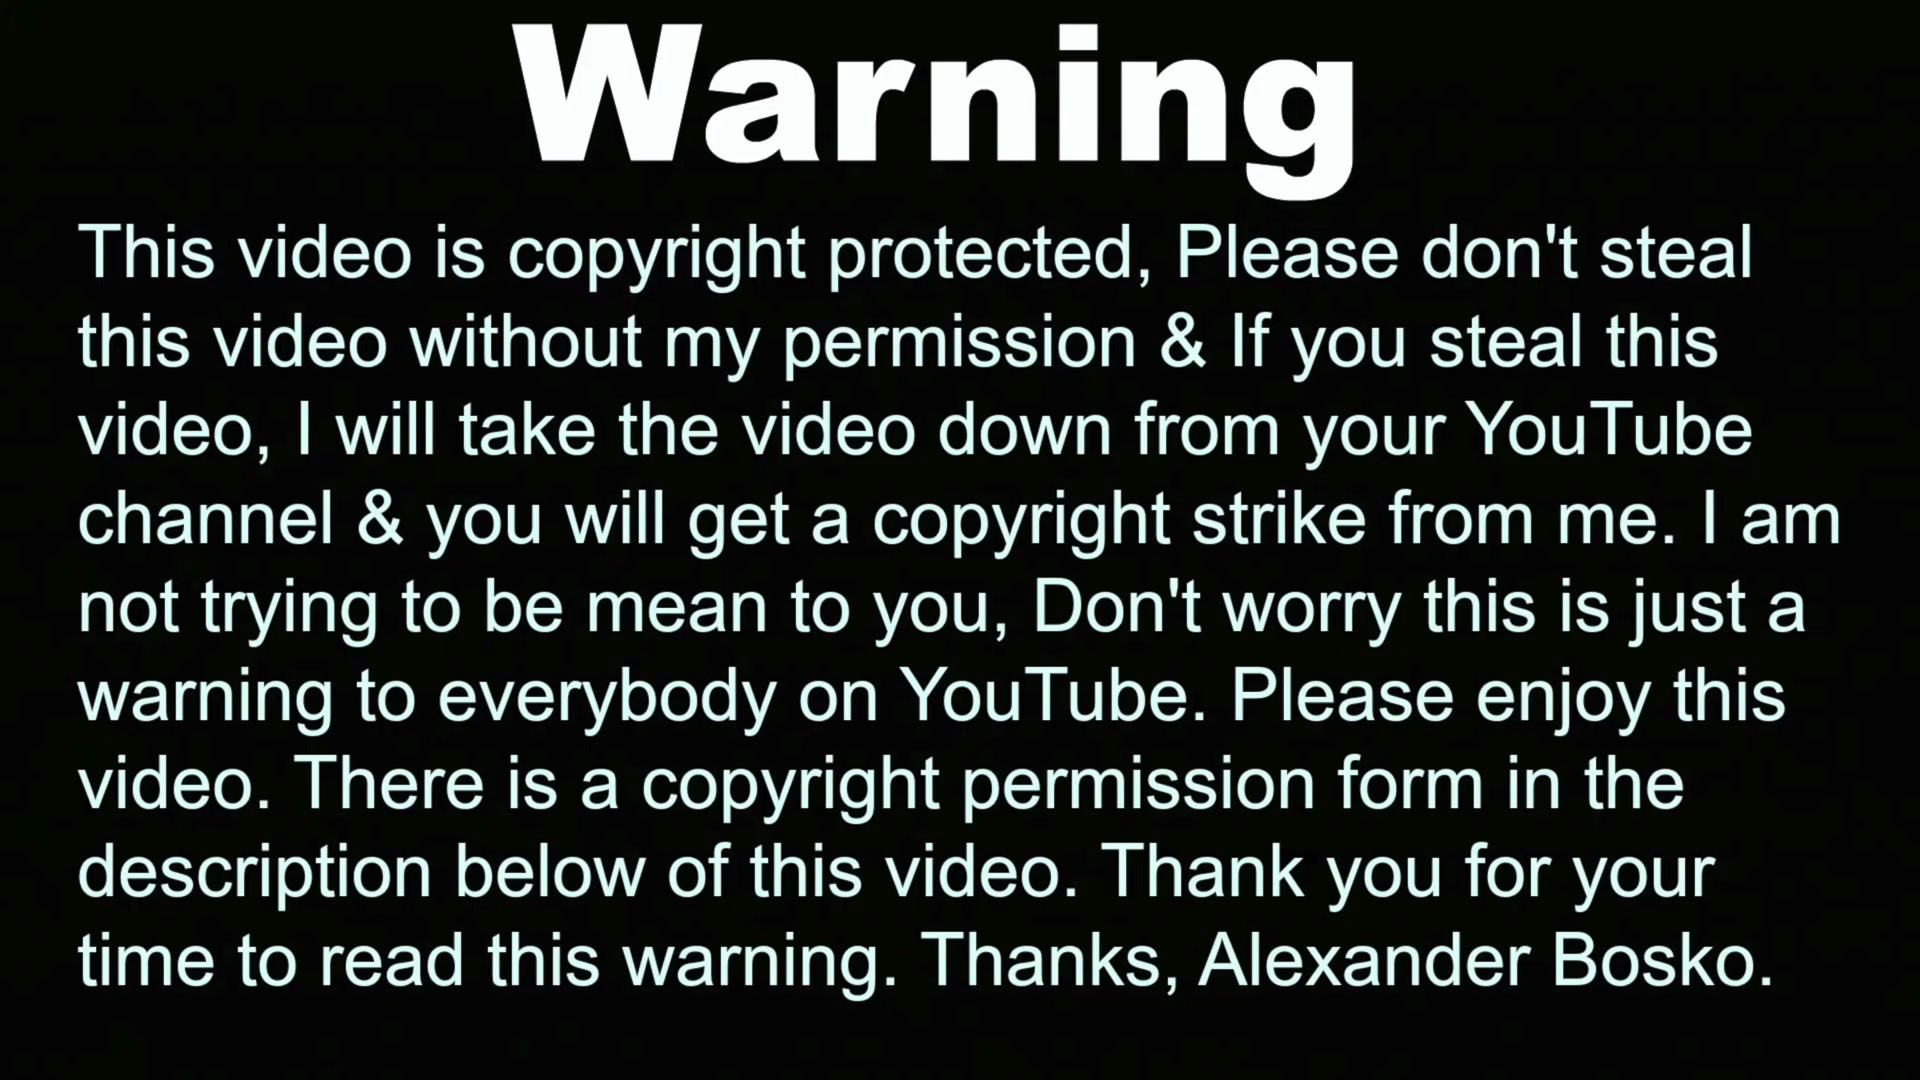 Warning
This video is copyright protected, Please don't steal
this video without my permission & If you steal this
video, I will take the video down from your YouTube
channel & you will get a copyright strike from me. I am
not trying to be mean to you, Don't worry this is just a
warning to everybody on YouTube. Please enjoy this
video. There is a copyright permission form in the
description below of this video. Thank you for your
time to read this warning. Thanks, Alexander Bosko.